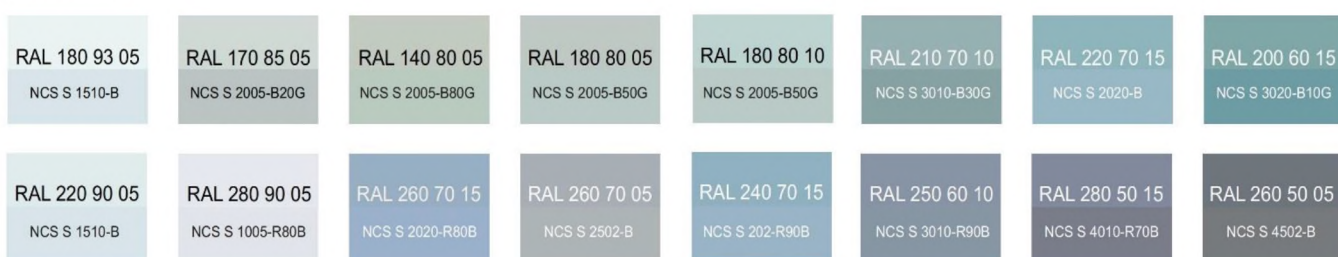 RAL 180 93 05
NCS S 1510-B
RAL 170 85 05
NCS S 2005-B20G
RAL 140 80 05
NCS S 2005-B80G
RAL 180 80 05
NCS S 2005-B50G
RAL 180 80 10
NCS S 2005-B50G
RAL 210 70 10
NCS S 3010-B30G
RAL 220 70 15
NCS S 2020-B
RAL 200 60 15
NCS S 3020-B10G
RAL 220 90 05
NCS S 1510-B
RAL 280 90 05
NCS S 1005-R80B
RAL 260 70 15
NCS S 2020-R80B
RAL 260 70 05
NCS S 2502-B
RAL 240 70 15
NCS S 202-R90B
RAL 250 60 10
NCS S 3010-R90B
RAL 280 50 15
NCS S 4010-R70B
RAL 260 50 05
NCS S 4502-B